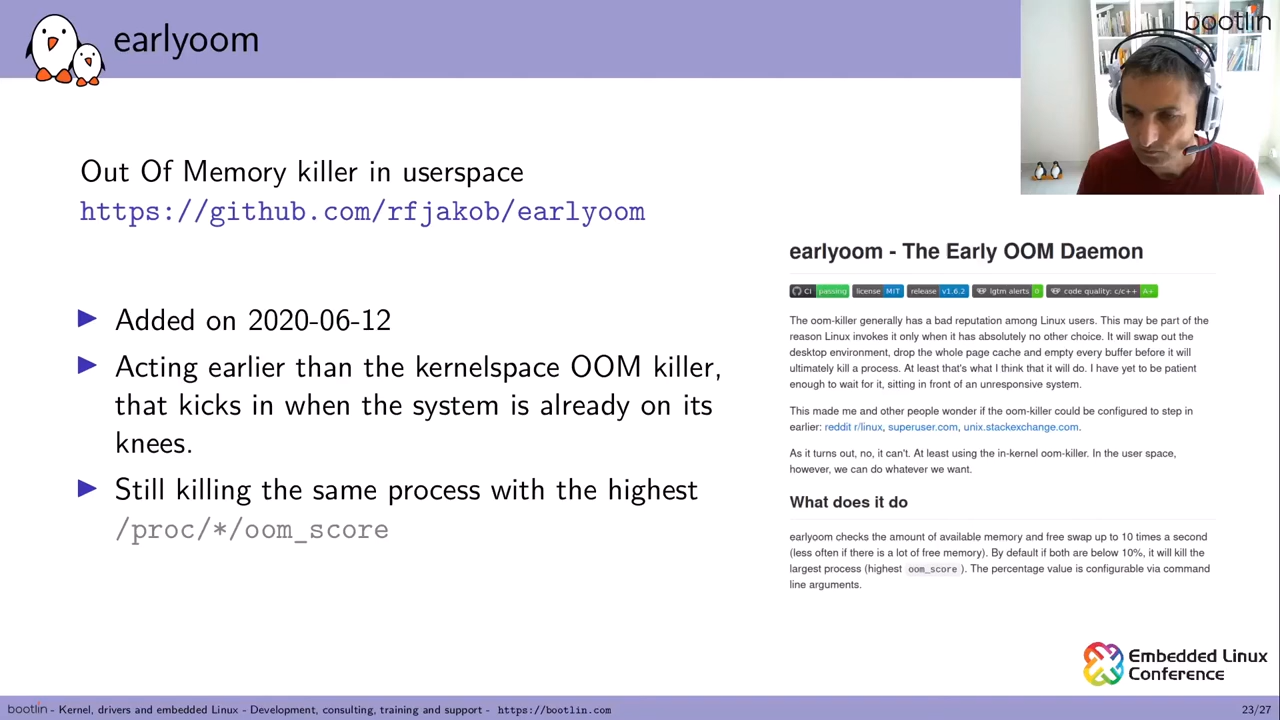 earlyoom
bootlin
Out Of Memory killer in userspace
https://github.com/rfjakob/earlyoom
▶ Added on 2020-06-12
▶ Acting earlier than the kernelspace OOM killer,
that kicks in when the system is already on its
knees.
▶ Still killing the same process with the highest
/proc/*/oom_score
earlyoom - The Early OOM Daemon
CI passing license MIT release v1.6.2 lgtm alerts 0 code quality: c/c++ A+
The oom-killer generally has a bad reputation among Linux users. This may be part of the
reason Linux invokes it only when it has absolutely no other choice. It will swap out the
desktop environment, drop the whole page cache and empty every buffer before it will
ultimately kill a process. At least that's what I think that it will do. I have yet to be patient
enough to wait for it, sitting in front of an unresponsive system.
This made me and other people wonder if the oom-killer could be configured to step in
earlier: reddit r/linux, superuser.com, unix.stackexchange.com.
As it turns out, no, it can't. At least using the in-kernel oom-killer. In the user space,
however, we can do whatever we want.
What does it do
earlyoom checks the amount of available memory and free swap up to 10 times a second
(less often if there is a lot of free memory). By default if both are below 10%, it will kill the
largest process (highest oom_score ). The percentage value is configurable via command
line arguments.
Embedded Linux
Conference
bootlin - Kernel, drivers and embedded Linux - Development, consulting, training and support - https://bootlin.com
23/27